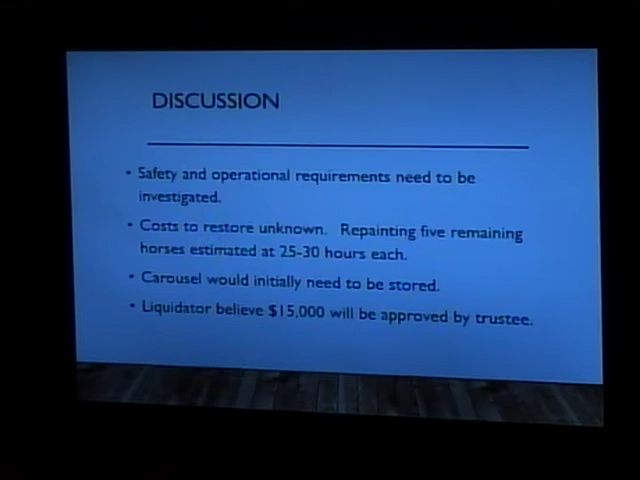 DISCUSSION
• Safety and operational requirements need to be
investigated.
• Costs to restore unknown. Repainting five remaining
horses estimated at 25-30 hours each.
• Carousel would initially need to be stored.
• Liquidator believe $15,000 will be approved by trustee.